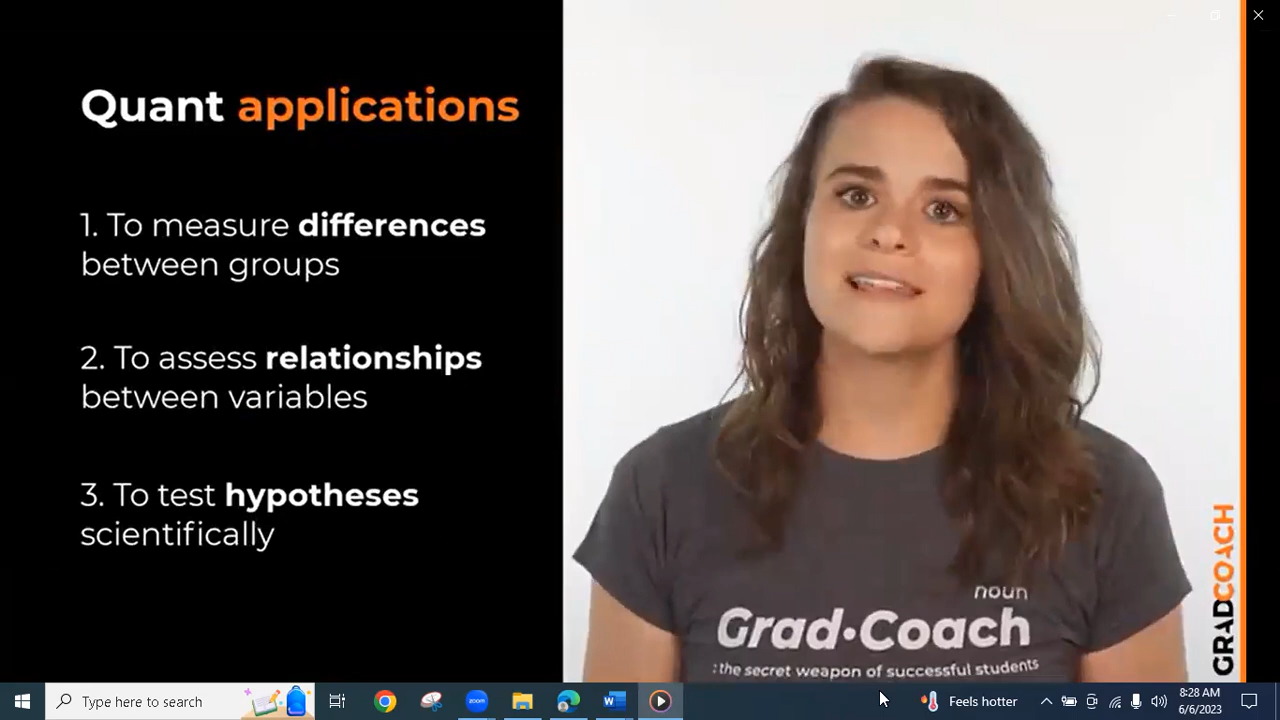 Quant applications
1. To measure differences
between groups
2. To assess relationships
between variables
3. To test hypotheses
scientifically
noun
Grad•Coach
: the secret weapon of successful students
GRADCOACH
Type here to search
zoom
W
Feels hotter
8:28 AM
6/6/2023